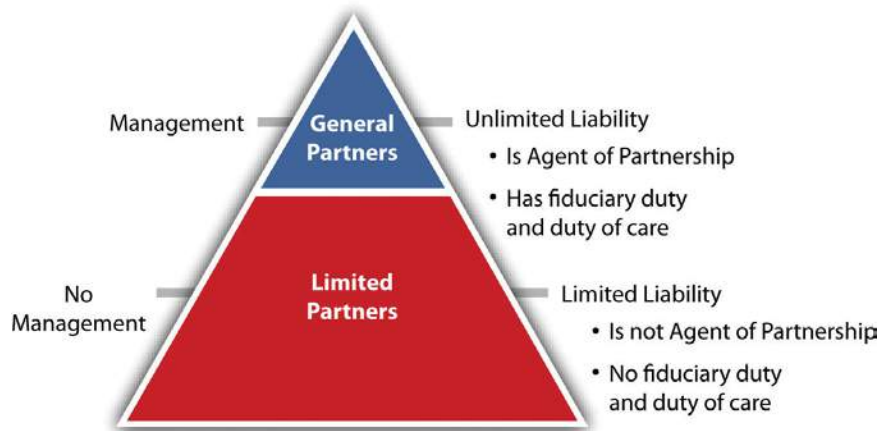 Management
General
Partners
Unlimited Liability
• Is Agent of Partnership
• Has fiduciary duty
and duty of care
No
Management
Limited
Partners
Limited Liability
• Is not Agent of Partnership
• No fiduciary duty
and duty of care